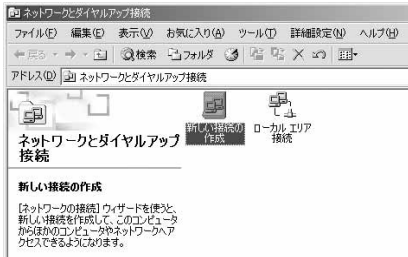 ネットワークとダイヤルアップ接続
ファイル(F) 編集(E) 表示(V) お気に入り(A) ツール(T) 詳細設定(N) ヘルプ(H)
戻る 検索 フォルダ
アドレス(D) ネットワークとダイヤルアップ接続
ネットワークとダイヤルアップ
接続
新しい接続の
作成
ローカル エリア
接続
新しい接続の作成
[ネットワークの接続] ウィザードを使うと、
新しい接続を作成して、このコンピュータ
からほかのコンピュータやネットワークへア
クセスできるようになります。